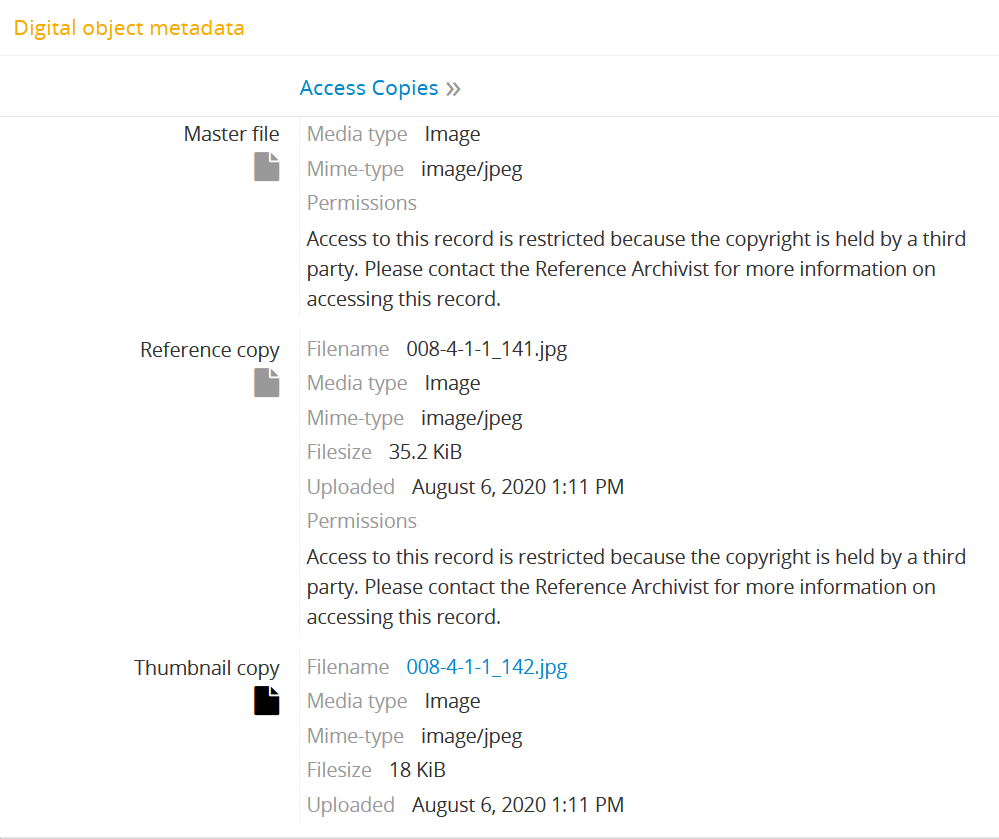 Digital object metadata
Access Copies »
Master file Media type Image
Mime-type image/jpeg
Permissions
Access to this record is restricted because the copyright is held by a third
party. Please contact the Reference Archivist for more information on
accessing this record.
Reference copy Filename 008-4-1-1_141.jpg
Media type Image
Mime-type image/jpeg
Filesize 35.2 KiB
Uploaded August 6, 2020 1:11 PM
Permissions
Access to this record is restricted because the copyright is held by a third
party. Please contact the Reference Archivist for more information on
accessing this record.
Thumbnail copy Filename 008-4-1-1_142.jpg
Media type Image
Mime-type image/jpeg
Filesize 18 KiB
Uploaded August 6, 2020 1:11 PM